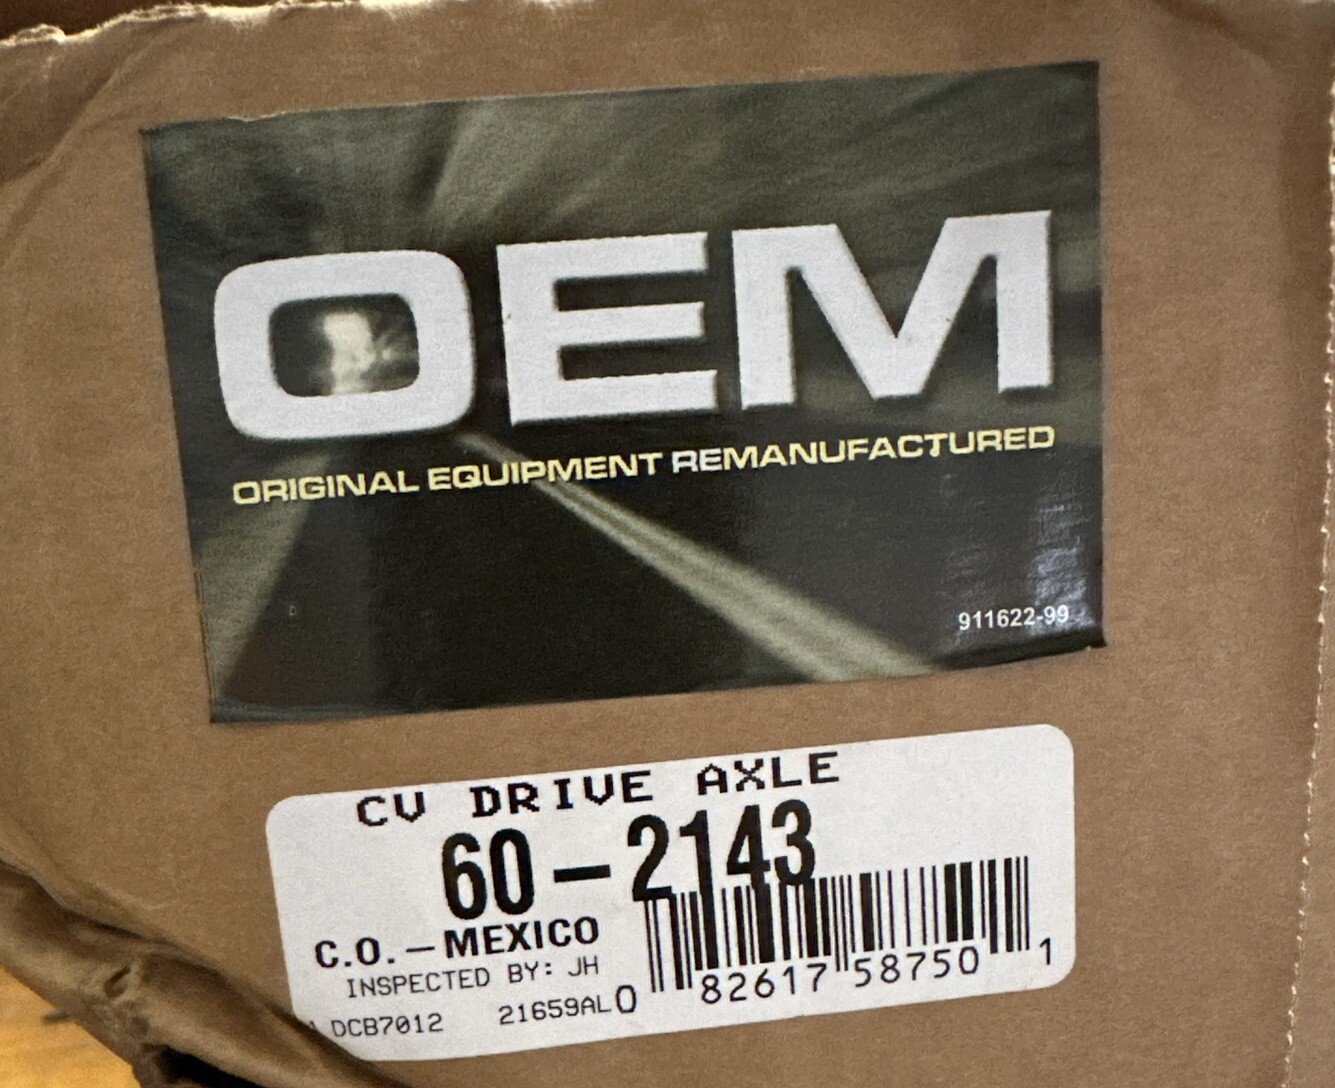 OEM
ORIGINAL EQUIPMENT REMANUFACTURED
911622-99
CV DRIVE AXLE
60-2143
C.O.-MEXICO
INSPECTED BY: JH
DCB7012 21659AL
0 82617 58750 1